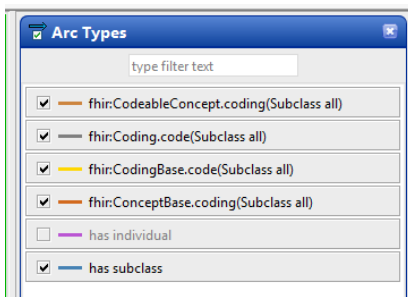 Arc Types
type filter text
fhir:CodeableConcept.coding(Subclass all)
fhir:Coding.code(Subclass all)
fhir:CodingBase.code(Subclass all)
fhir:ConceptBase.coding(Subclass all)
has individual
has subclass